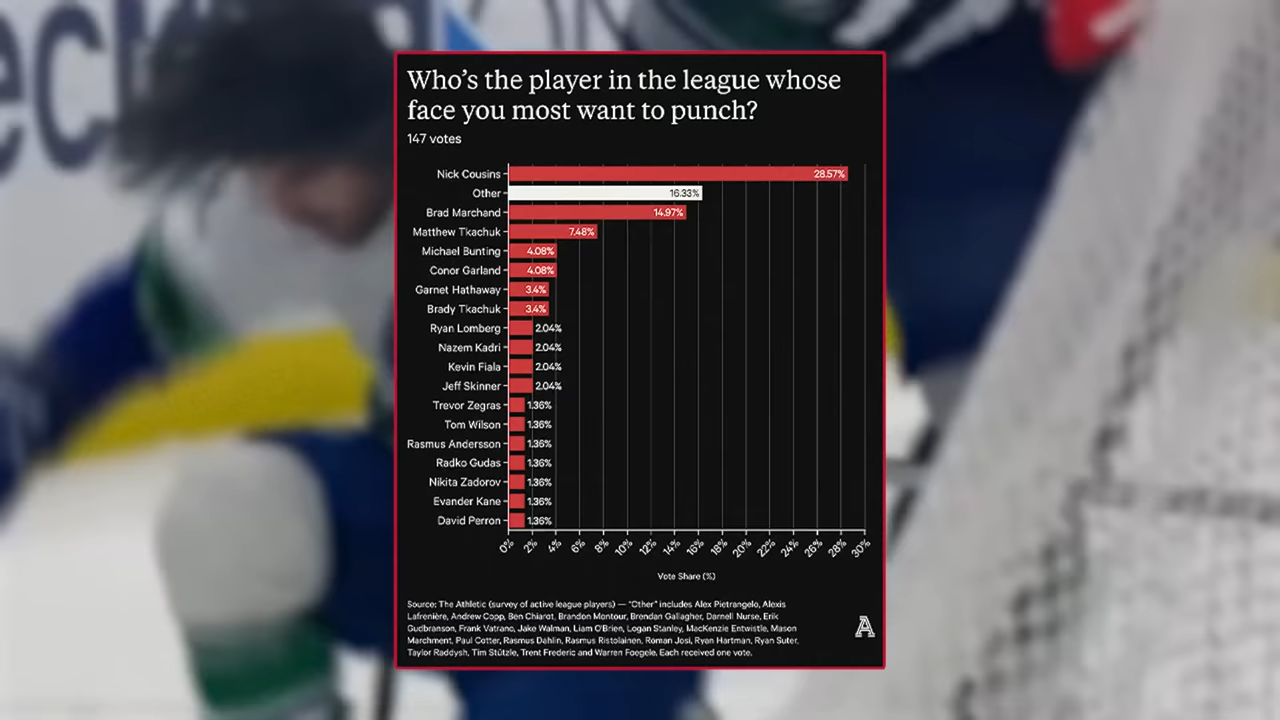 Who's the player in the league whose
face you most want to punch?
147 votes
Nick Cousins 28.57%
Other 16.33%
Brad Marchand 14.97%
Matthew Tkachuk 7.48%
Michael Bunting 4.08%
Conor Garland 4.08%
Garnet Hathaway 3.4%
Brady Tkachuk 3.4%
Ryan Lomberg 2.04%
Nazem Kadri 2.04%
Kevin Fiala 2.04%
Jeff Skinner 2.04%
Trevor Zegras 1.36%
Tom Wilson 1.36%
Rasmus Andersson 1.36%
Radko Gudas 1.36%
Nikita Zadorov 1.36%
Evander Kane 1.36%
David Perron 1.36%
0% 2% 4% 6% 8% 10% 12% 14% 16% 18% 20% 22% 24% 26% 28% 30%
Vote Share (%)
Source: The Athletic (survey of active league players) — "Other" includes Alex Pietrangelo, Alexis
Lafrenière, Andrew Copp, Ben Chiarot, Brandon Montour, Brendan Gallagher, Darnell Nurse, Erik
Gudbranson, Frank Vatrano, Jake Walman, Liam O'Brien, Logan Stanley, MacKenzie Entwistle, Mason
Marchment, Paul Cotter, Rasmus Dahlin, Rasmus Ristolainen, Roman Josi, Ryan Hartman, Ryan Suter,
Taylor Raddysh, Tim Stützle, Trent Frederic and Warren Foegele. Each received one vote.
A